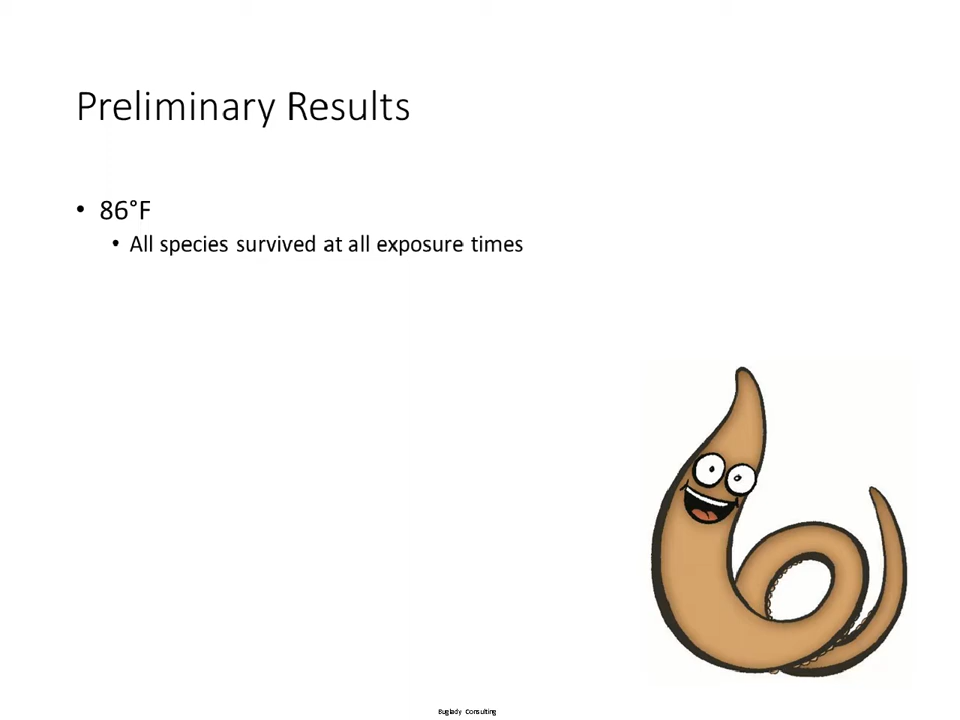 Preliminary Results
• 86°F
• All species survived at all exposure times
Buglady Consulting